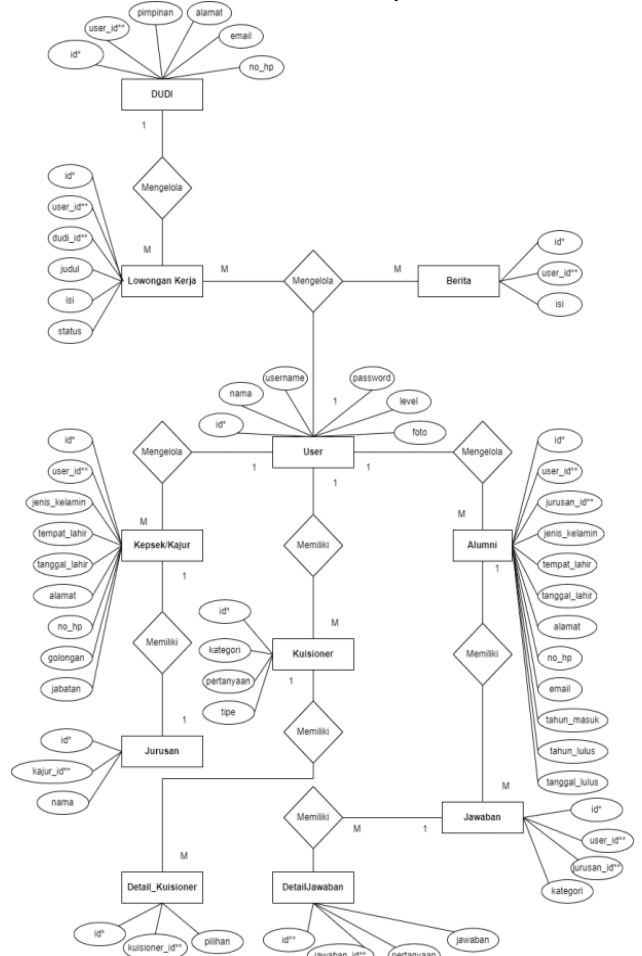 pimpinan
alamat
user_id**
email
id*
no_hp
DUDI
1
Mengelola
M
id*
user_id**
dudi_id**
judul
isi
status
Lowongan Kerja
M
Mengelola
M
Berita
id*
user_id**
isi
username
password
nama
1
level
id*
foto
User
1
1
1
Mengelola
Mengelola
M
M
id*
user_id**
jenis_kelamin
tempat_lahir
tanggal_lahir
alamat
no_hp
golongan
jabatan
Kepsek/Kajur
1
Memiliki
1
Jurusan
id*
kajur_id**
nama
Memiliki
M
Kuisioner
id*
kategori
pertanyaan
tipe
1
Memiliki
M
Detail_Kuisioner
id*
kuisioner_id**
pilihan
id*
user_id**
jurusan_id**
jenis_kelamin
tempat_lahir
tanggal_lahir
alamat
no_hp
email
tahun_masuk
tahun_lulus
tanggal_lulus
Alumni
1
Memiliki
M
Jawaban
id*
user_id**
jurusan_id**
kategori
1
M
Memiliki
DetailJawaban
id**
jawaban_id**
pertanyaan
jawaban